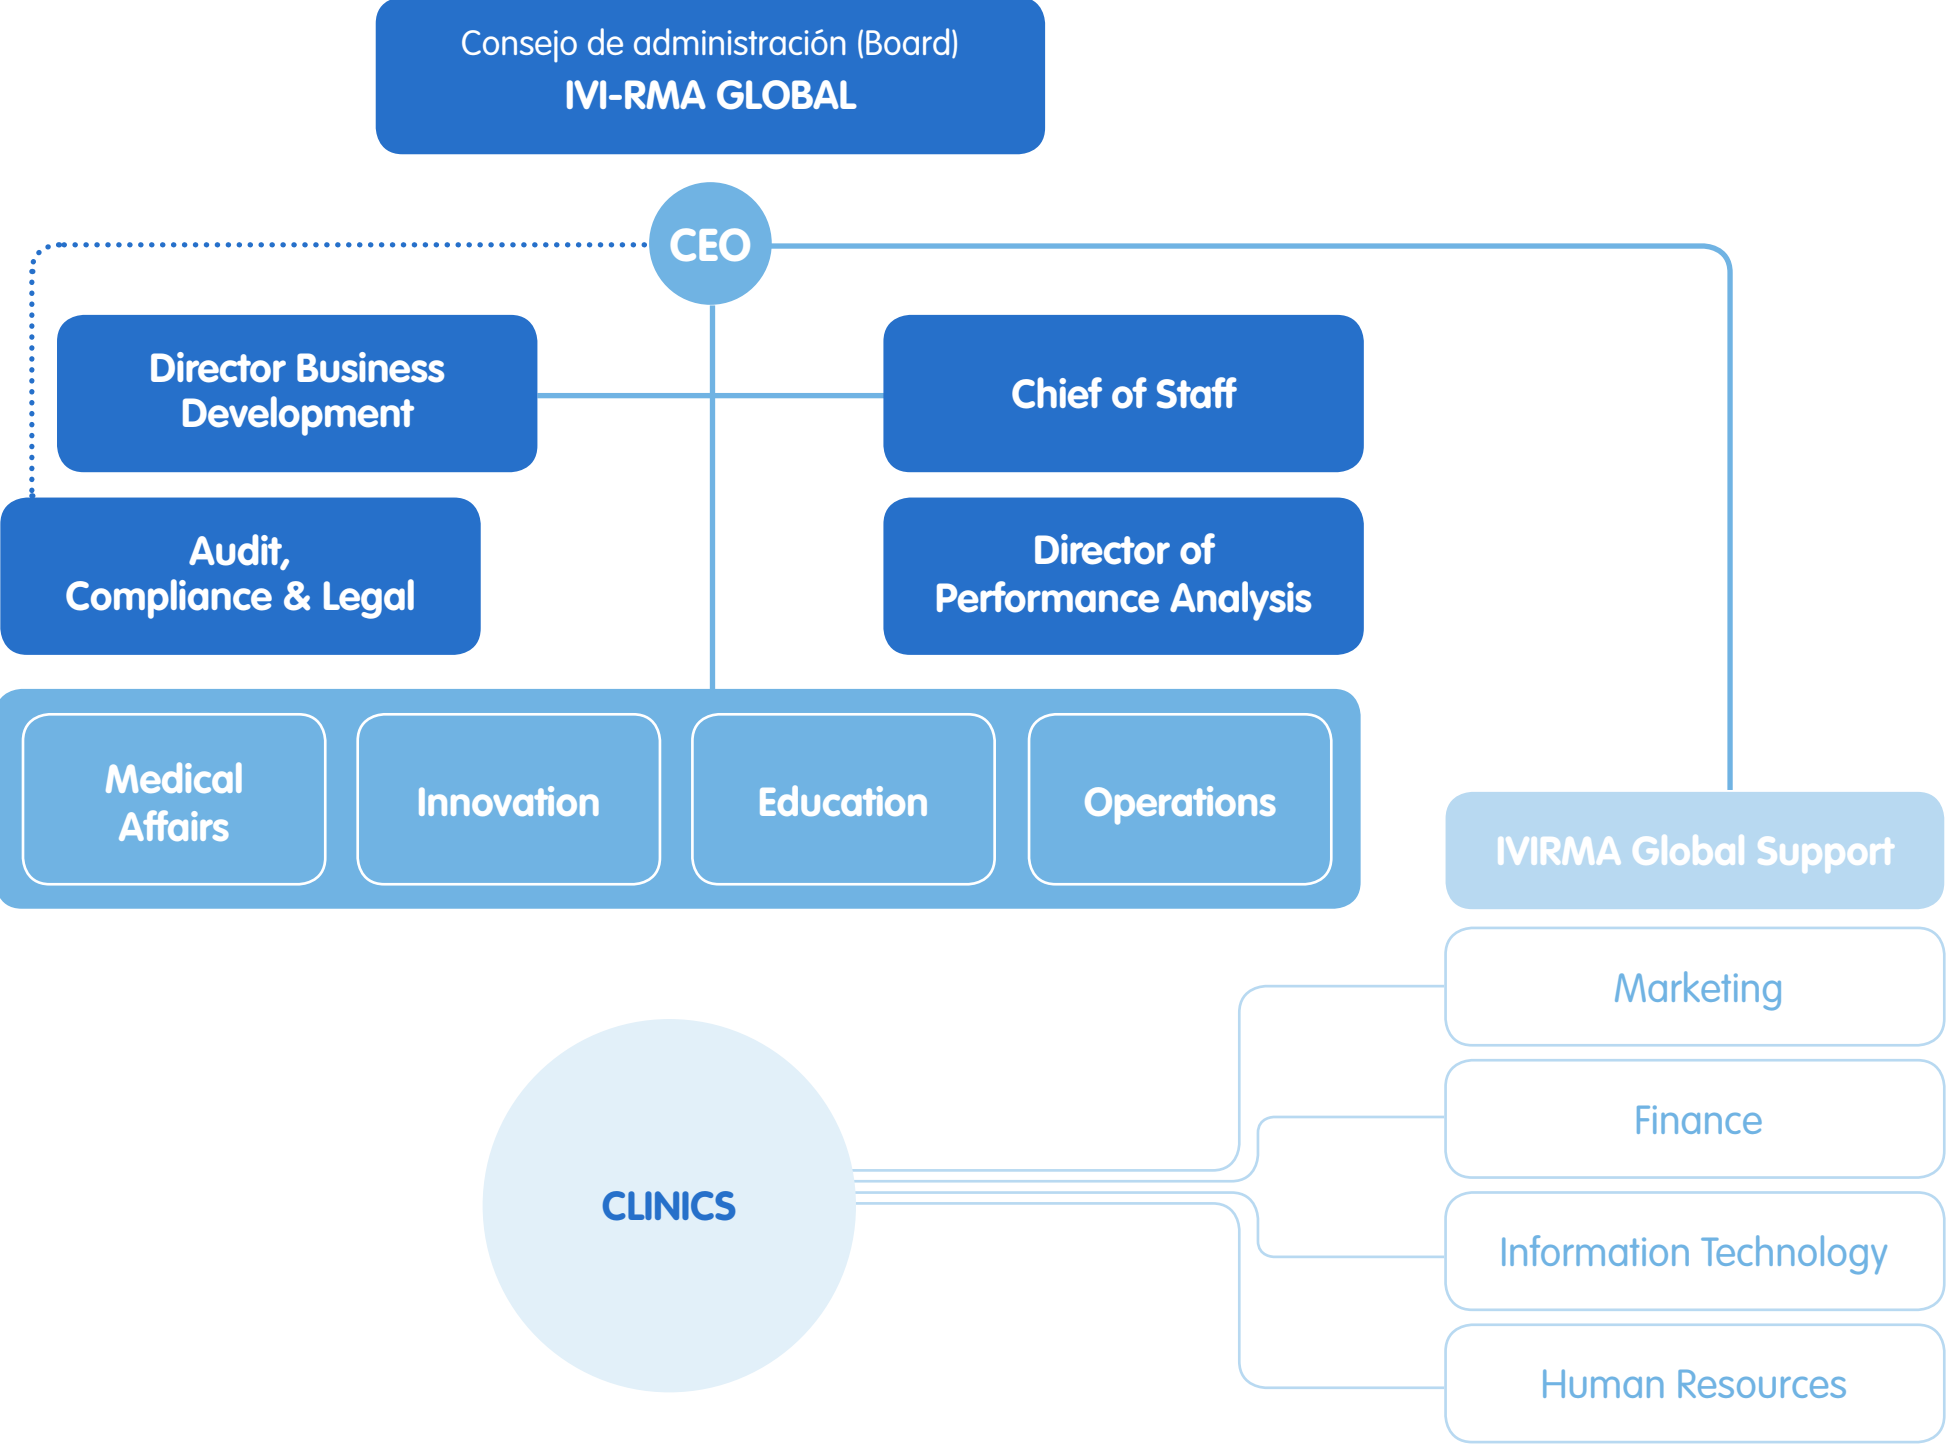 Consejo de administración (Board)
IVI-RMA GLOBAL
CEO
Director Business
Development
Chief of Staff
Audit,
Compliance & Legal
Director of
Performance Analysis
Medical
Affairs
Innovation
Education
Operations
IVIRMA Global Support
Marketing
Finance
Information Technology
Human Resources
CLINICS